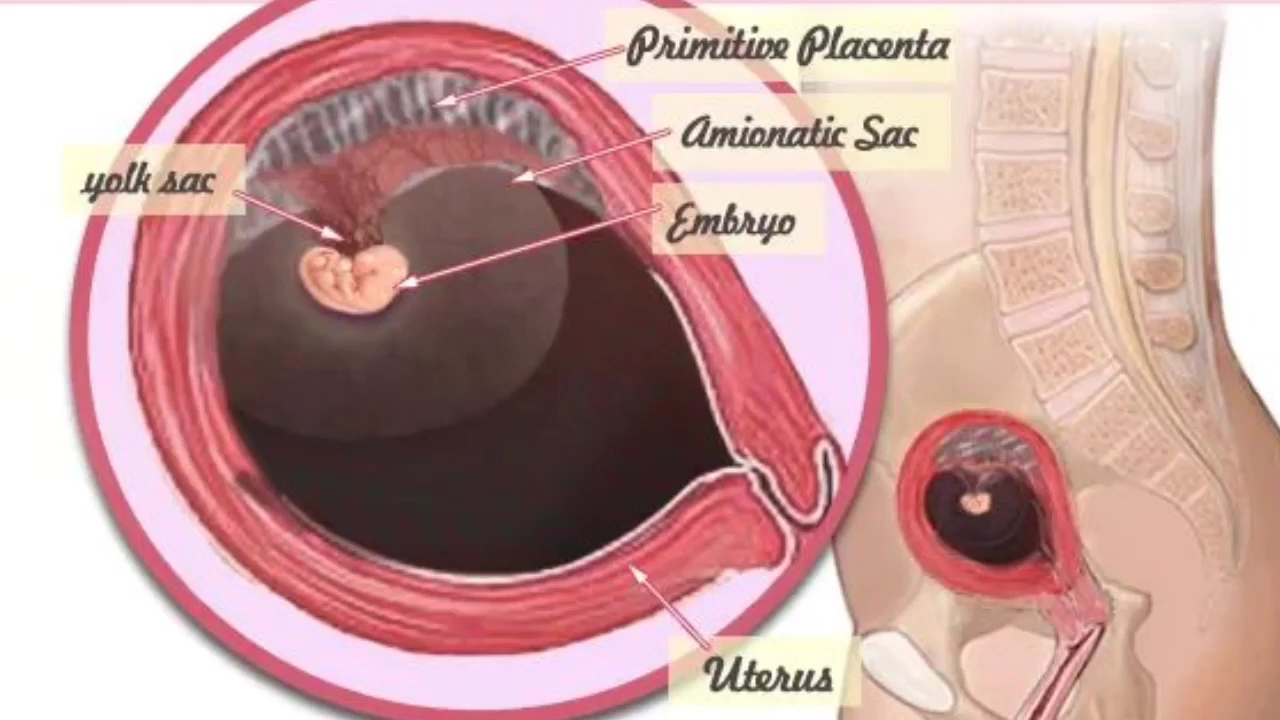 Primitive Placenta
Amionatic Sac
yolk sac
Embryo
Uterus